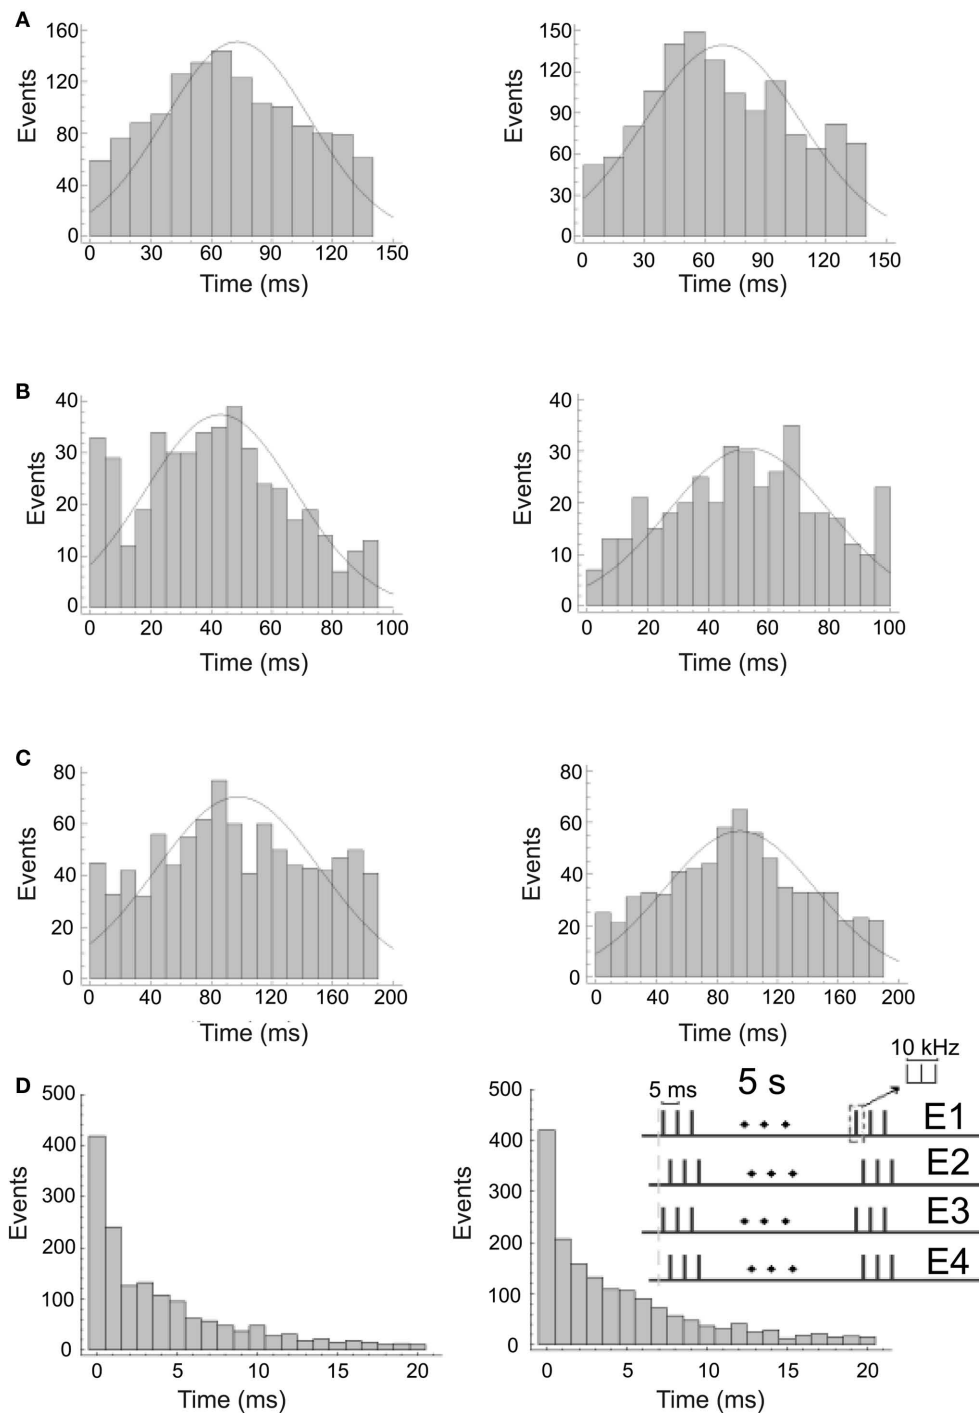 A
160
120
80
40
0
Events
0 30 60 90 120 150
Time (ms)
150
120
90
60
30
0
Events
0 30 60 90 120 150
Time (ms)
B
40
30
20
10
0
Events
0 20 40 60 80 100
Time (ms)
40
30
20
10
0
Events
0 20 40 60 80 100
Time (ms)
C
80
60
40
20
0
Events
0 40 80 120 160 200
Time (ms)
80
60
40
20
0
Events
0 40 80 120 160 200
Time (ms)
D
500
400
300
200
100
0
Events
0 5 10 15 20
Time (ms)
500
400
300
200
100
0
Events
0 5 10 15 20
Time (ms)
10 kHz
5 ms
5 s
E1
E2
E3
E4